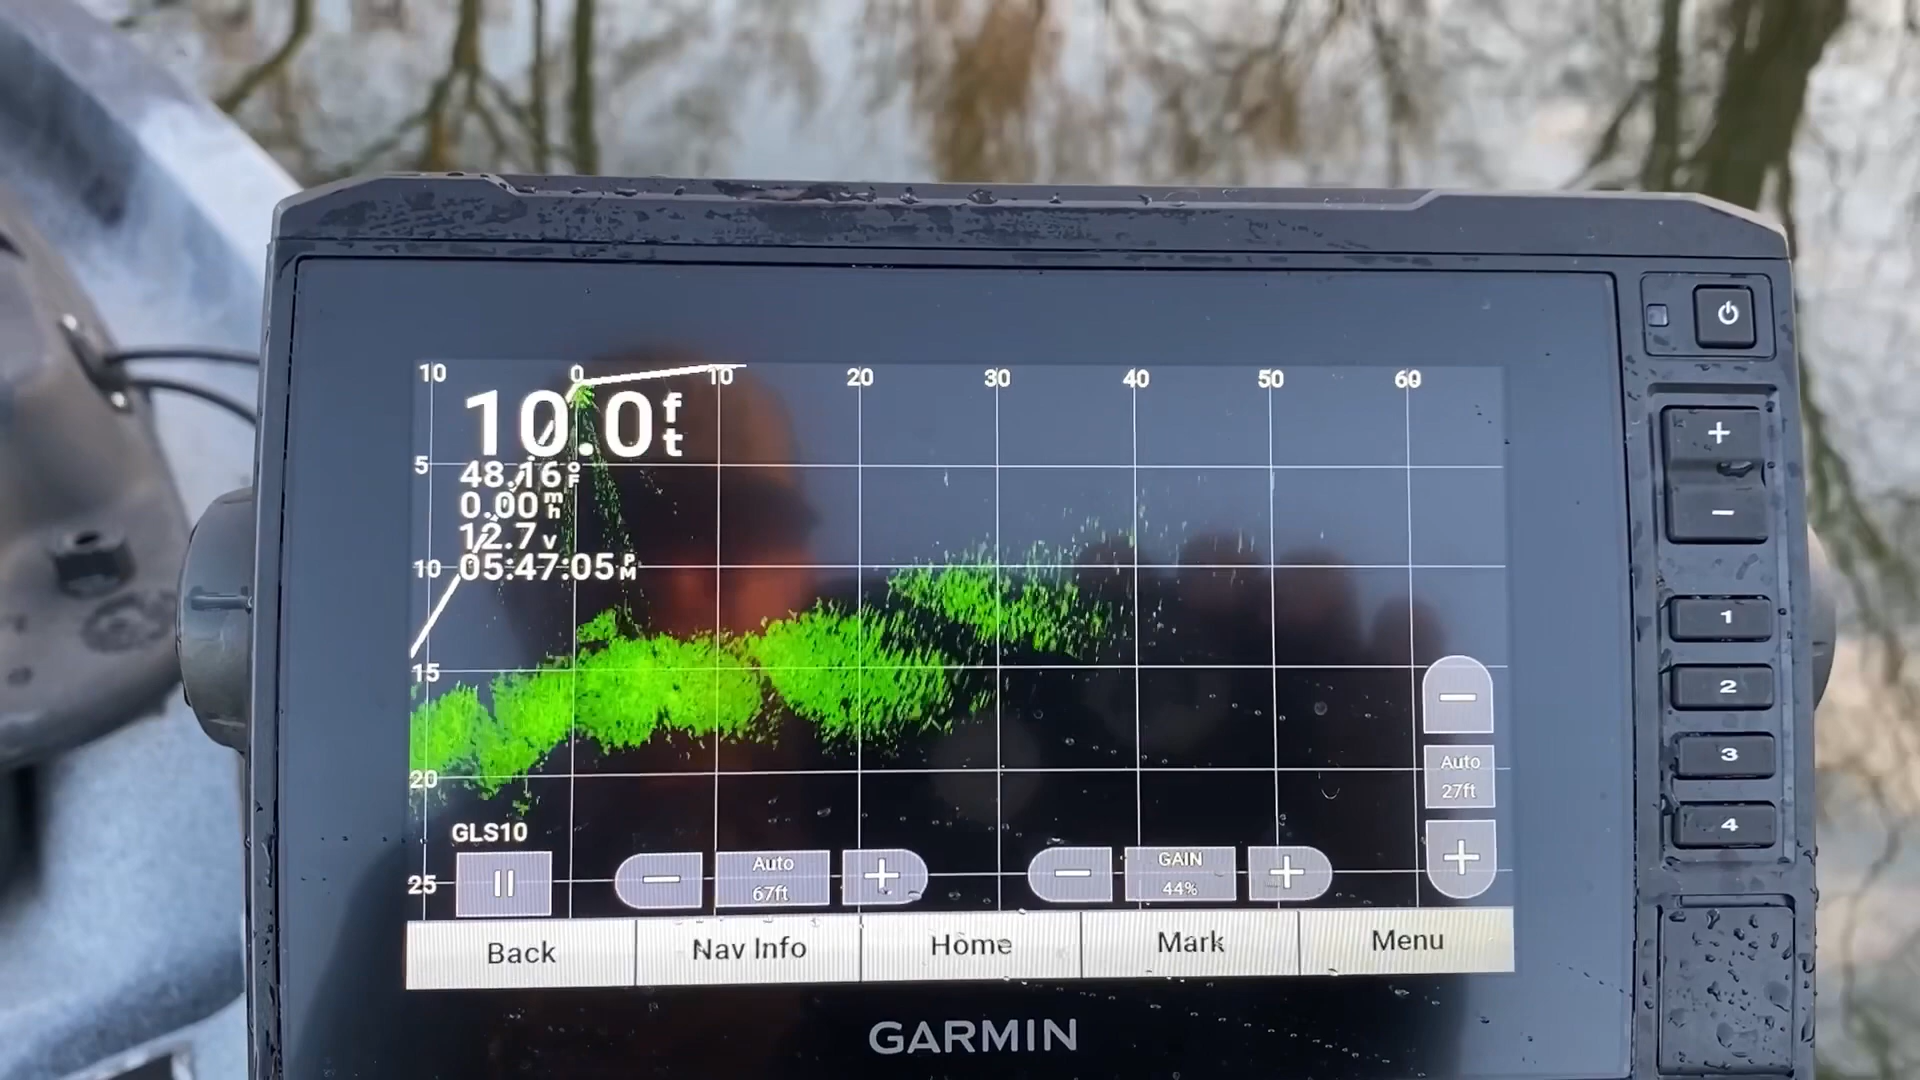 10 0 10 20 30 40 50 60
10.0 ft
5
48.16 °F
0.00 mh
12.7 v
10
05:47:05 PM
15
20
GLS10
25
Auto
67ft
GAIN
44%
Auto
27ft
Back Nav Info Home Mark Menu
GARMIN
+
−
1
2
3
4